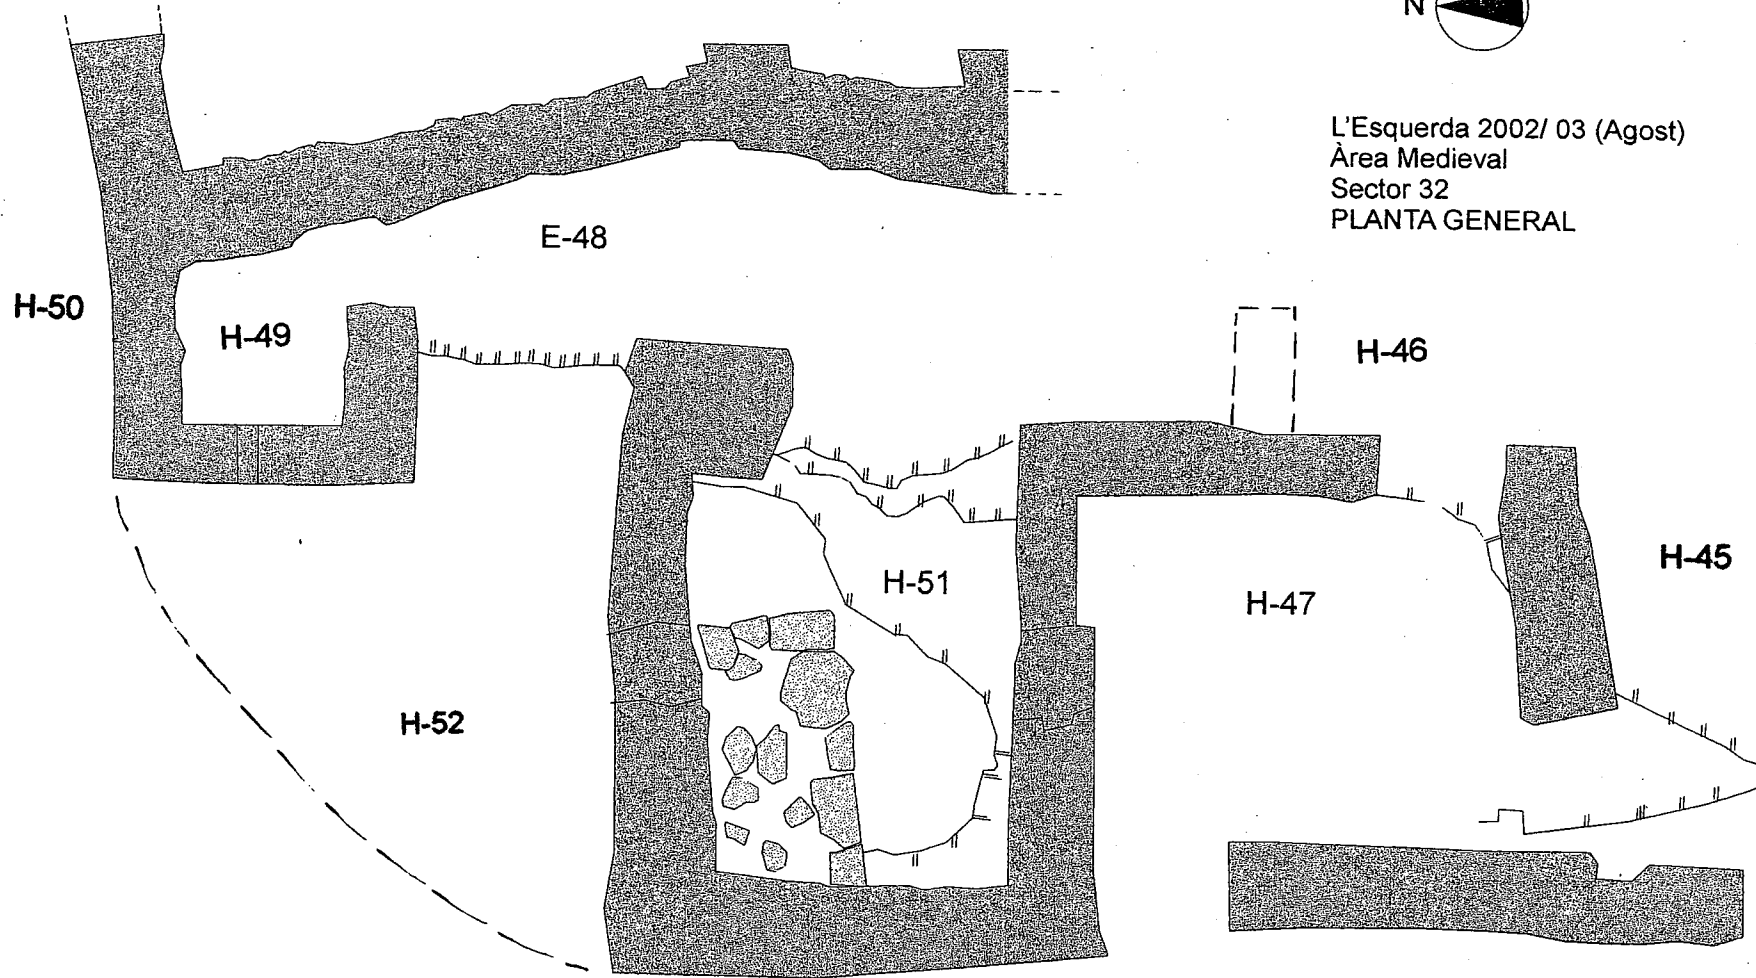 N
L'Esquerda 2002/ 03 (Agost)
Àrea Medieval
Sector 32
PLANTA GENERAL
E-48
H-50
H-49
H-46
H-51
H-45
H-47
H-52